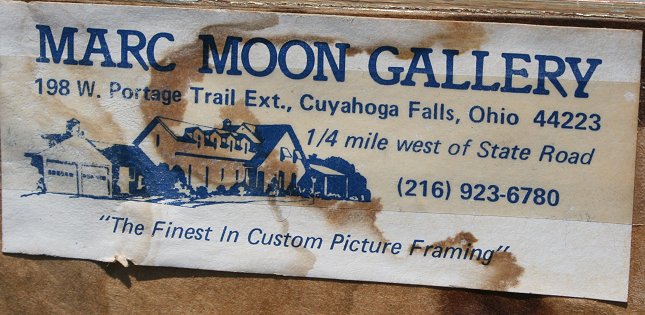 MARC MOON GALLERY
198 W. Portage Trail Ext., Cuyahoga Falls, Ohio 44223
1/4 mile west of State Road
(216) 923-6780
"The Finest In Custom Picture Framing"